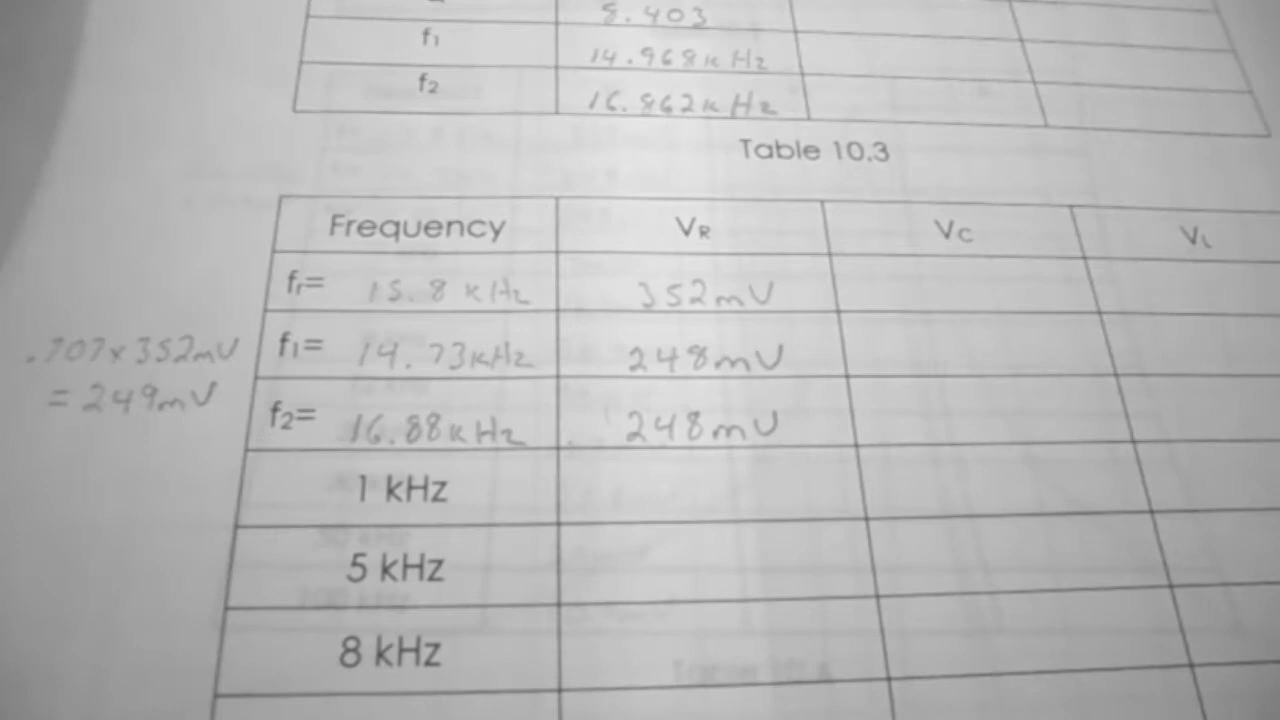 8.403
f1 14.968kHz
f2 16.862kHz
Table 10.3
Frequency VR VC VL
fr= 15.8 kHz 352mV
.707x352mV f1= 14.73kHz 248mV
=249mV f2= 16.88kHz 248mV
1 kHz
5 kHz
8 kHz